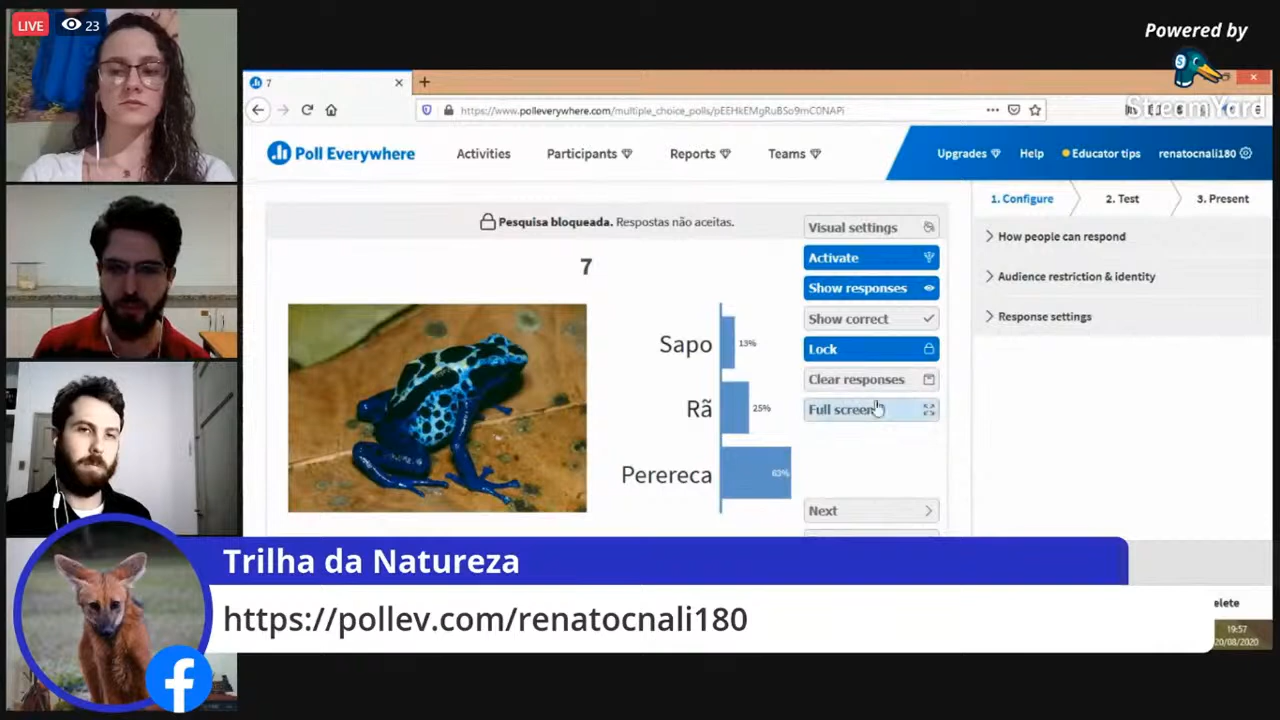 LIVE 23
Powered by
StreamYard
7
https://www.polleverywhere.com/multiple_choice_polls/pEEHkEMgRuBSo9mC0NAPi
Poll Everywhere Activities Participants Reports Teams Upgrades Help Educator tips renatocnali180
1. Configure 2. Test 3. Present
Pesquisa bloqueada. Respostas não aceitas.
7
Sapo 13%
Rã 25%
Perereca 63%
Visual settings
Activate
Show responses
Show correct
Lock
Clear responses
Full screen
Next
How people can respond
Audience restriction & identity
Response settings
Trilha da Natureza
https://pollev.com/renatocnali180
elete
19:57
20/08/2020